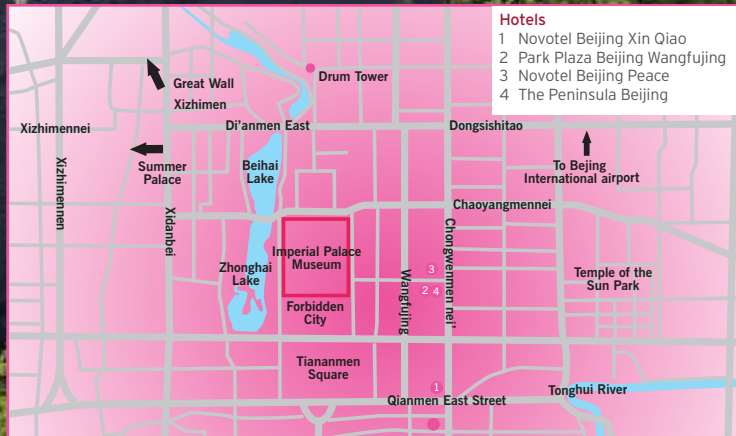 Hotels
1 Novotel Beijing Xin Qiao
2 Park Plaza Beijing Wangfujing
3 Novotel Beijing Peace
4 The Peninsula Beijing
Drum Tower
Great Wall
Xizhimen
Xizhimennei
Di'anmen East
Dongsishitao
Summer
Palace
Beihai
Lake
To Bejing
International airport
Xizhimennen
Xidanbei
Chaoyangmennei
Chongwenmen nei'
Imperial Palace
Museum
Zhonghai
Lake
3
2 4
Wangfujing
Temple of the
Sun Park
Forbidden
City
Tiananmen
Square
1
Qianmen East Street
Tonghui River